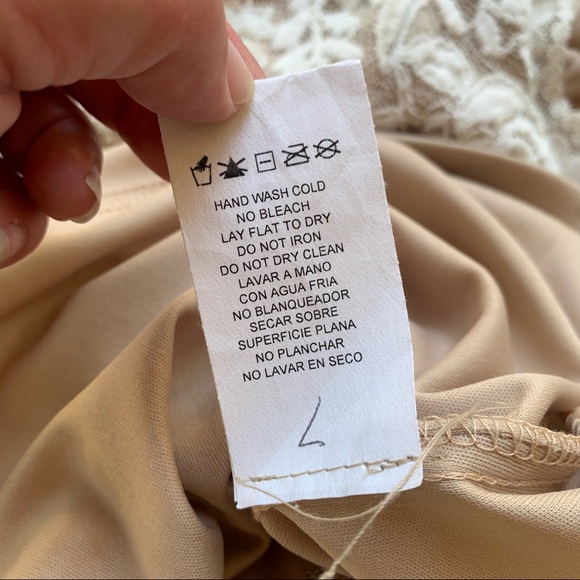 HAND WASH COLD
NO BLEACH
LAY FLAT TO DRY
DO NOT IRON
DO NOT DRY CLEAN
LAVAR A MANO
CON AGUA FRIA
NO BLANQUEADOR
SECAR SOBRE
SUPERFICIE PLANA
NO PLANCHAR
NO LAVAR EN SECO